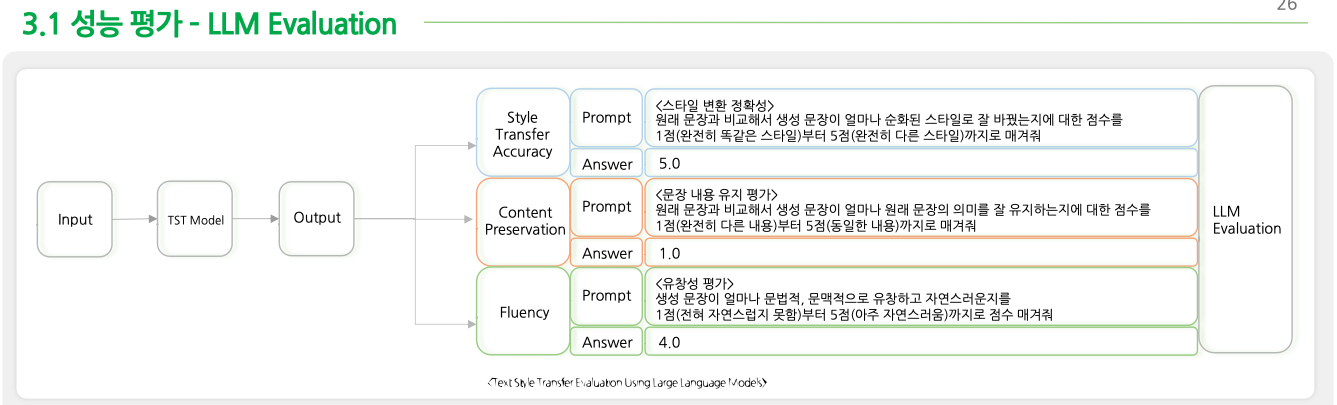 26
3.1 성능 평가 - LLM Evaluation
Input
TST Model
Output
Style
Transfer
Accuracy
Prompt
<스타일 변환 정확성>
원래 문장과 비교해서 생성 문장이 얼마나 순화된 스타일로 잘 바꿨는지에 대한 점수를
1점(완전히 똑같은 스타일)부터 5점(완전히 다른 스타일)까지로 매겨줘
Answer
5.0
Content
Preservation
Prompt
<문장 내용 유지 평가>
원래 문장과 비교해서 생성 문장이 얼마나 원래 문장의 의미를 잘 유지하는지에 대한 점수를
1점(완전히 다른 내용)부터 5점(동일한 내용)까지로 매겨줘
Answer
1.0
Fluency
Prompt
<유창성 평가>
생성 문장이 얼마나 문법적, 문맥적으로 유창하고 자연스러운지를
1점(전혀 자연스럽지 못함)부터 5점(아주 자연스러움)까지로 점수 매겨줘
Answer
4.0
LLM
Evaluation
<Text Style Transfer Evaluation Using Large Language Models>